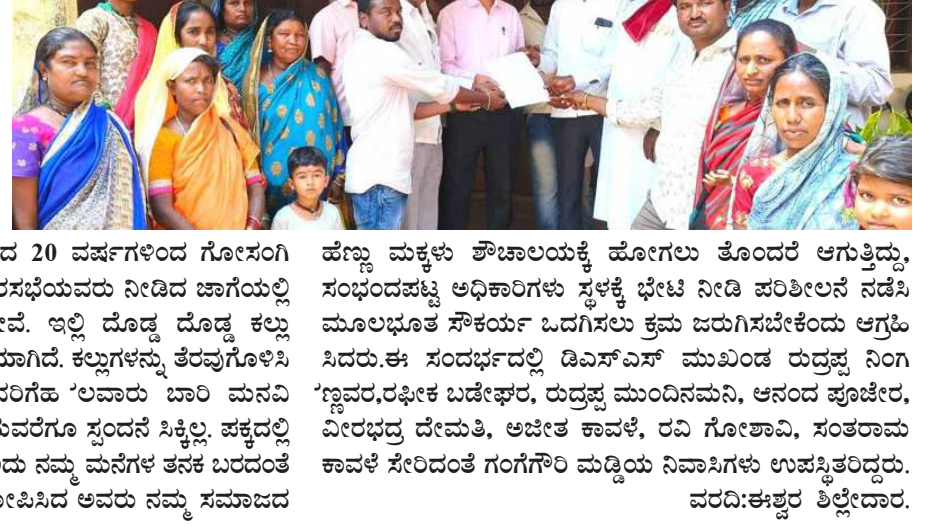 ದ 20 ವರ್ಷಗಳಿಂದ ಗೋಸಂಗಿ
ರಸಭೆಯವರು ನೀಡಿದ ಜಾಗೆಯಲ್ಲಿ
ವೆ. ಇಲ್ಲಿ ದೊಡ್ಡ ದೊಡ್ಡ ಕಲ್ಲು
ಯಾಗಿದೆ. ಕಲ್ಲುಗಳನ್ನು ತೆರವುಗೊಳಿಸಿ
ದರಿಗೆಹ ಲವಾರು ಬಾರಿ ಮನವಿ
ುವರೆಗೂ ಸ್ಪಂದನೆ ಸಿಕ್ಕಿಲ್ಲ. ಪಕ್ಕದಲ್ಲಿ
ದು ನಮ್ಮ ಮನೆಗಳ ತನಕ ಬರದಂತೆ
ೋಪಿಸಿದ ಅವರು ನಮ್ಮ ಸಮಾಜದ
ಹೆಣ್ಣು ಮಕ್ಕಳು ಶೌಚಾಲಯಕ್ಕೆ ಹೋಗಲು ತೊಂದರೆ ಆಗುತ್ತಿದ್ದು,
ಸಂಭಂದಪಟ್ಟ ಅಧಿಕಾರಿಗಳು ಸ್ಥಳಕ್ಕೆ ಭೇಟಿ ನೀಡಿ ಪರಿಶೀಲನೆ ನಡೆಸಿ
ಮೂಲಭೂತ ಸೌಕರ್ಯ ಒದಗಿಸಲು ಕ್ರಮ ಜರುಗಿಸಬೇಕೆಂದು ಆಗ್ರಹಿ
ಸಿದರು.ಈ ಸಂದರ್ಭದಲ್ಲಿ ಡಿಎಸ್ಎಸ್ ಮುಖಂಡ ರುದ್ರಪ್ಪ ನಿಂಗ
ಣ್ಣವರ,ರಫೀಕ ಬಡೇಘರ, ರುದ್ರಪ್ಪ ಮುಂದಿನಮನಿ, ಆನಂದ ಪೂಜೇರ,
ವೀರಭದ್ರ ದೇಮತಿ, ಅಜೀತ ಕಾವಳೆ, ರವಿ ಗೋಶಾವಿ, ಸಂತರಾಮ
ಕಾವಳೆ ಸೇರಿದಂತೆ ಗಂಗೆಗೌರಿ ಮಡ್ಡಿಯ ನಿವಾಸಿಗಳು ಉಪಸ್ಥಿತರಿದ್ದರು.
ವರದಿ:ಈಶ್ವರ ಶಿಲ್ಲೇದಾರ.